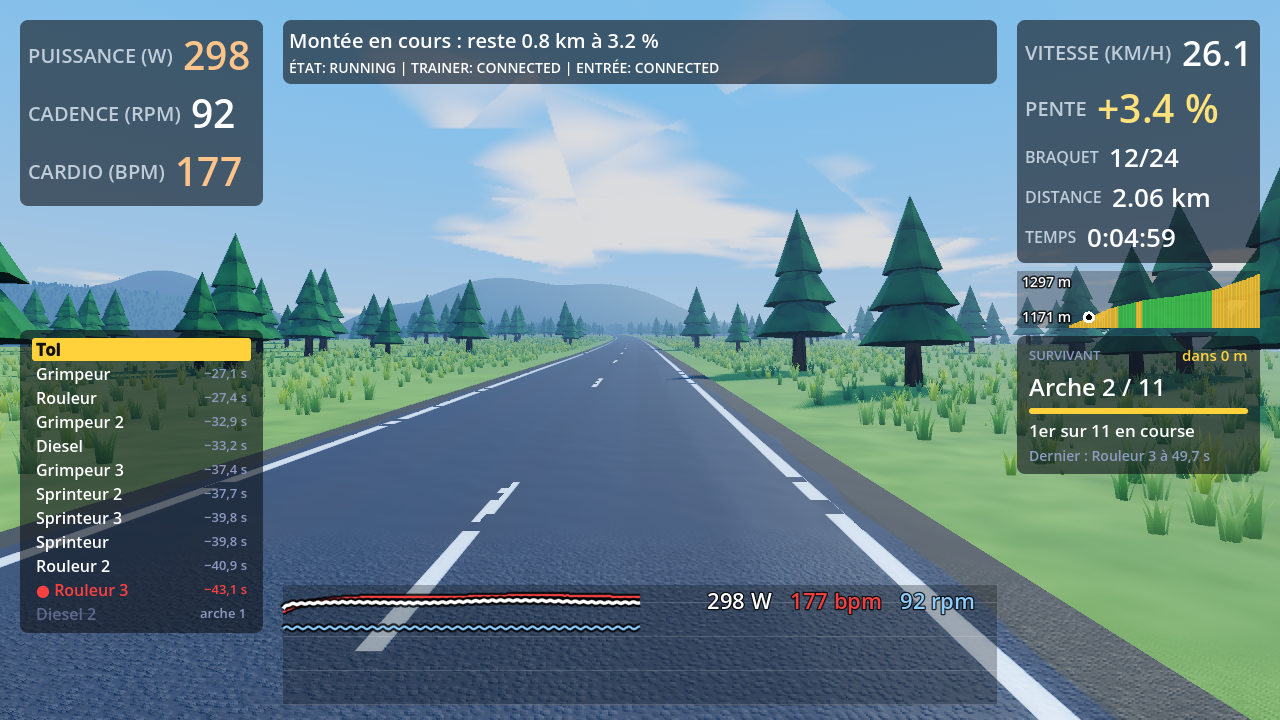 PUISSANCE (W) 298
CADENCE (RPM) 92
CARDIO (BPM) 177
Montée en cours : reste 0.8 km à 3.2 %
ÉTAT: RUNNING | TRAINER: CONNECTED | ENTRÉE: CONNECTED
VITESSE (KM/H) 26.1
PENTE +3.4 %
BRAQUET 12/24
DISTANCE 2.06 km
TEMPS 0:04:59
1297 m
1171 m
SURVIVANT dans 0 m
Arche 2 / 11
1er sur 11 en course
Dernier : Rouleur 3 à 49,7 s
Toi
Grimpeur −27,1 s
Rouleur −27,4 s
Grimpeur 2 −32,9 s
Diesel −33,2 s
Grimpeur 3 −37,4 s
Sprinteur 2 −37,7 s
Sprinteur 3 −39,8 s
Sprinteur −39,8 s
Rouleur 2 −40,9 s
Rouleur 3 −43,1 s
Diesel 2 arche 1
298 W 177 bpm 92 rpm